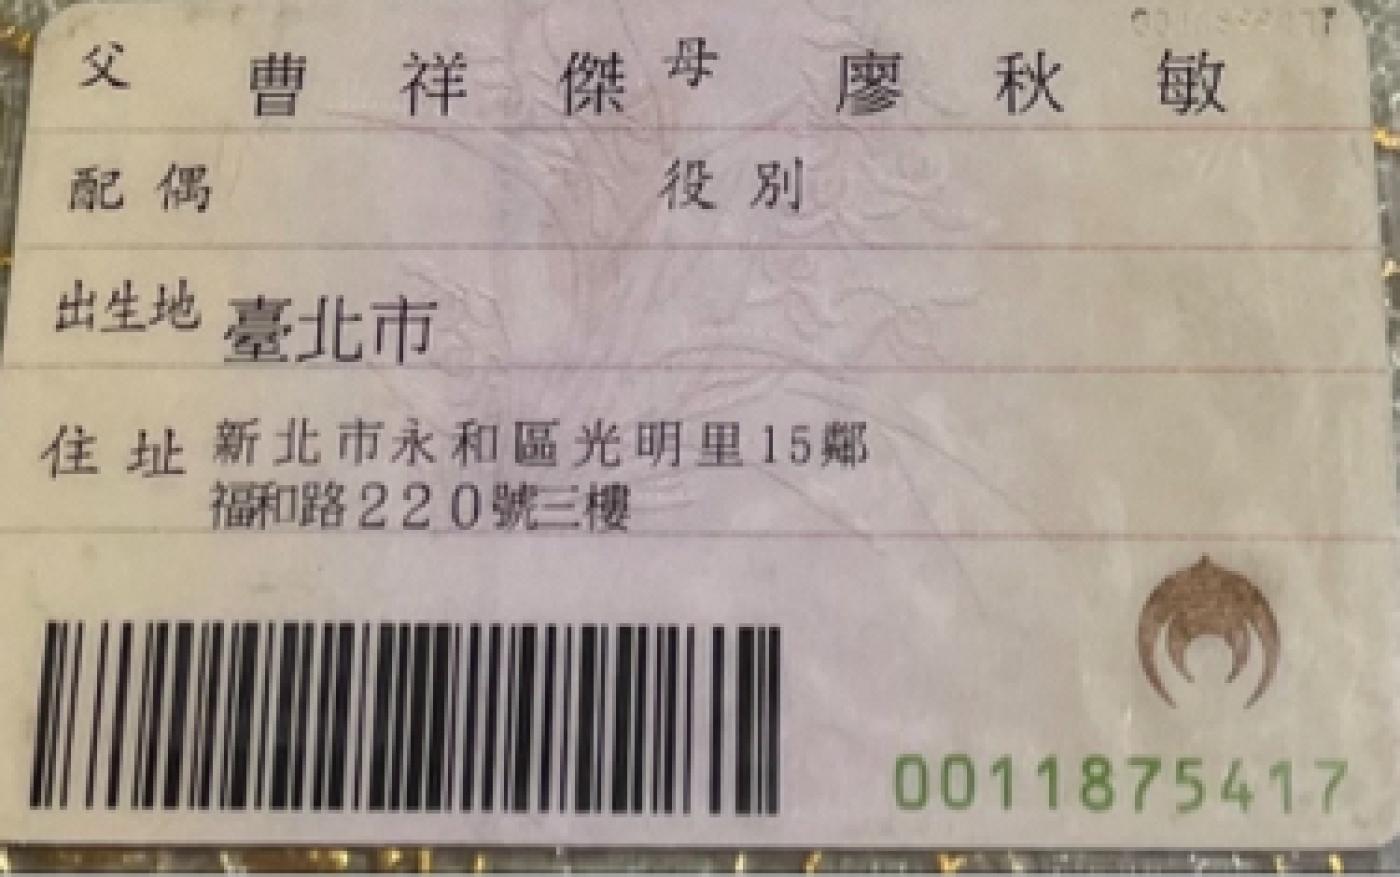 父 曹祥傑 母 廖秋敏
配偶 役別
出生地 臺北市
住址 新北市永和區光明里15鄰
福和路220號三樓
0011875417